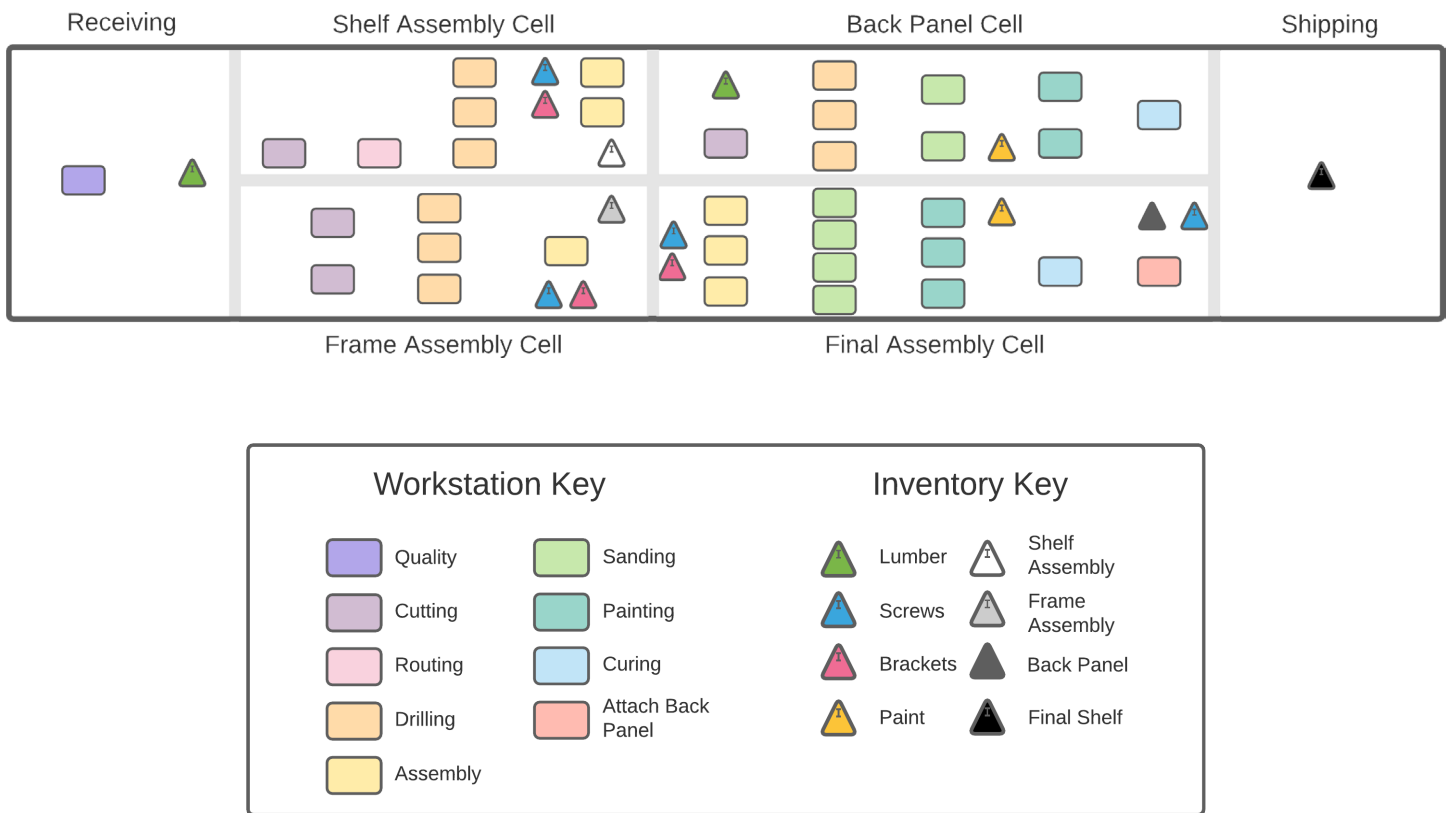 Receiving
Shelf Assembly Cell
Back Panel Cell
Shipping
Frame Assembly Cell
Final Assembly Cell
Workstation Key
Inventory Key
Quality
Cutting
Routing
Drilling
Assembly
Sanding
Painting
Curing
Attach Back
Panel
Lumber
Screws
Brackets
Paint
Shelf
Assembly
Frame
Assembly
Back Panel
Final Shelf